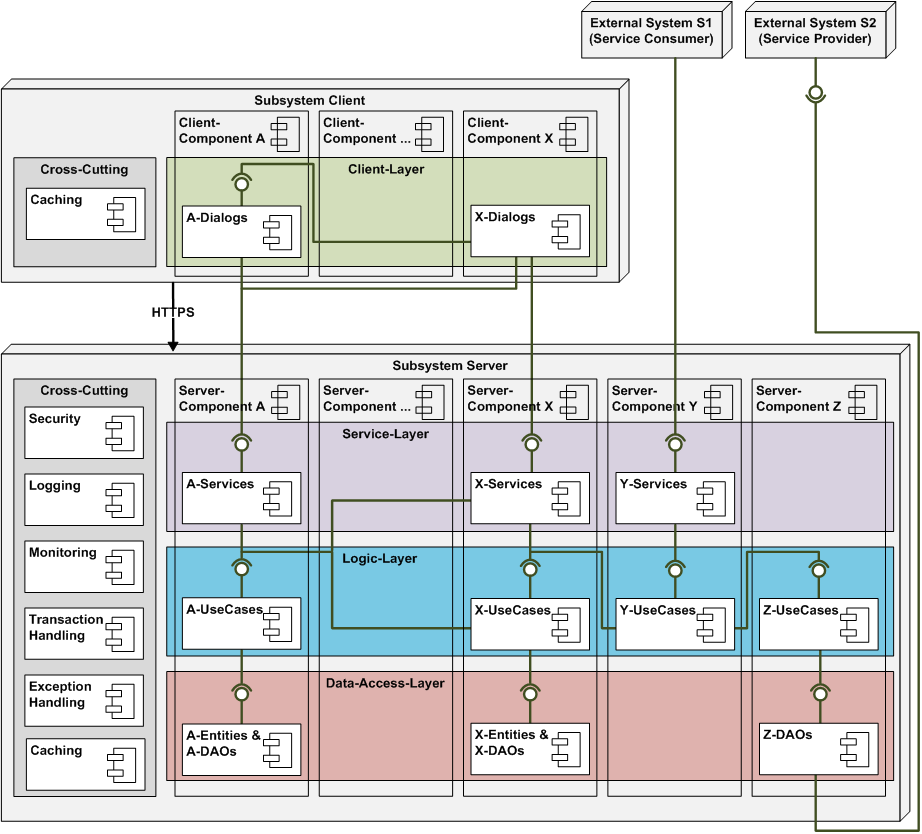 External System S1
(Service Consumer)
External System S2
(Service Provider)
Subsystem Client
Client-
Component A
Client-
Component ...
Client-
Component X
Cross-Cutting
Client-Layer
Caching
A-Dialogs
X-Dialogs
HTTPS
Subsystem Server
Cross-Cutting
Server-
Component A
Server-
Component ...
Server-
Component X
Server-
Component Y
Server-
Component Z
Security
Service-Layer
Logging
A-Services
X-Services
Y-Services
Monitoring
Logic-Layer
Transaction
Handling
A-UseCases
X-UseCases
Y-UseCases
Z-UseCases
Exception
Handling
Data-Access-Layer
Caching
A-Entities &
A-DAOs
X-Entities &
X-DAOs
Z-DAOs